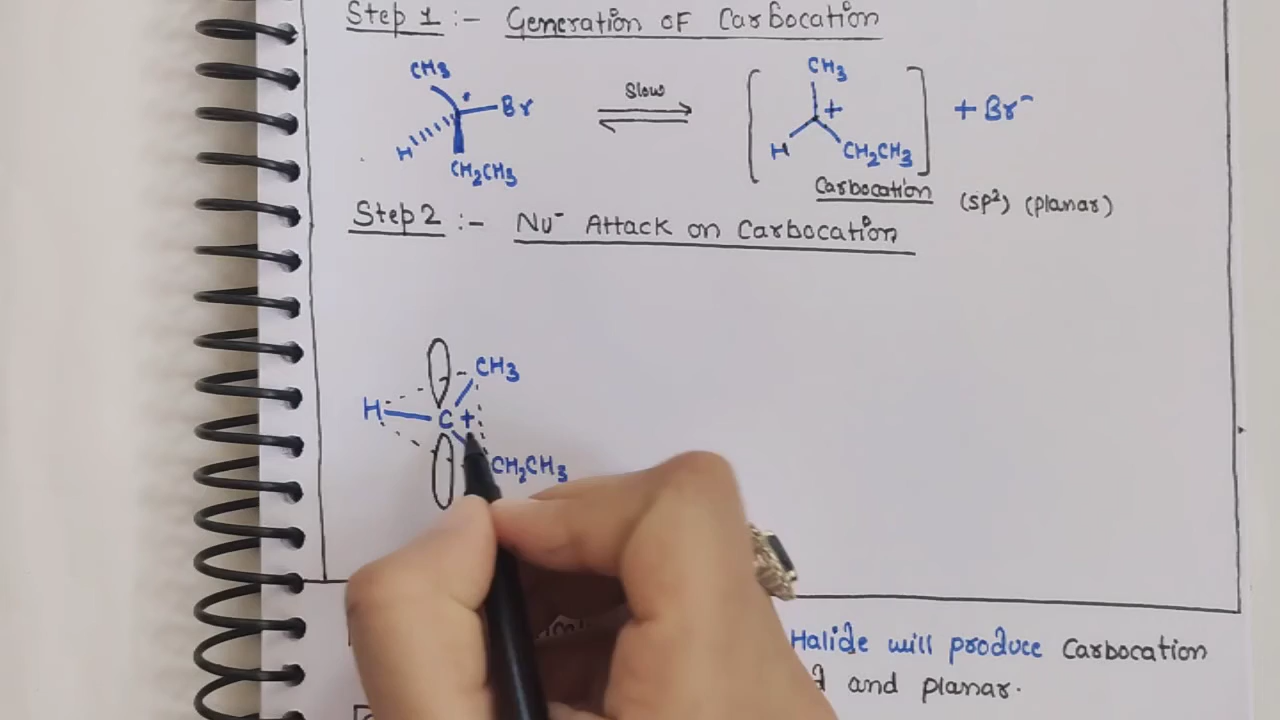 Step 1 :- Generation of Carbocation
CH3
Br
H
CH2CH3
Slow
CH3
+
H
CH2CH3
+ Br-
Carbocation (sp²) (planar)
Step 2 :- Nu- Attack on Carbocation
CH3
H C +
CH2CH3
Halide will produce Carbocation
and planar.